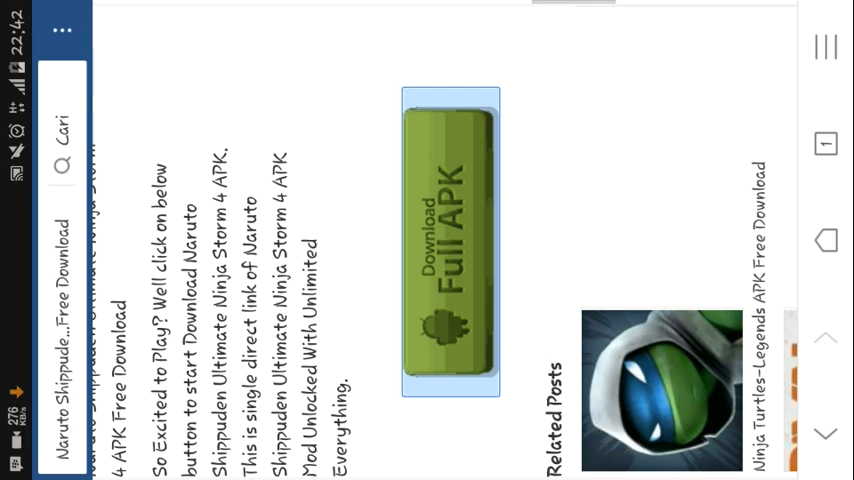 22:42
H+
276
KB/s
Naruto Shippude...Free Download
Cari
4 APK Free Download
So Excited to Play? Well click on below
button to start Download Naruto
Shippuden Ultimate Ninja Storm 4 APK.
This is single direct link of Naruto
Shippuden Ultimate Ninja Storm 4 APK
Mod Unlocked With Unlimited
Everything.
Download
Full APK
Related Posts
Ninja Turtles-Legends APK Free Download
1